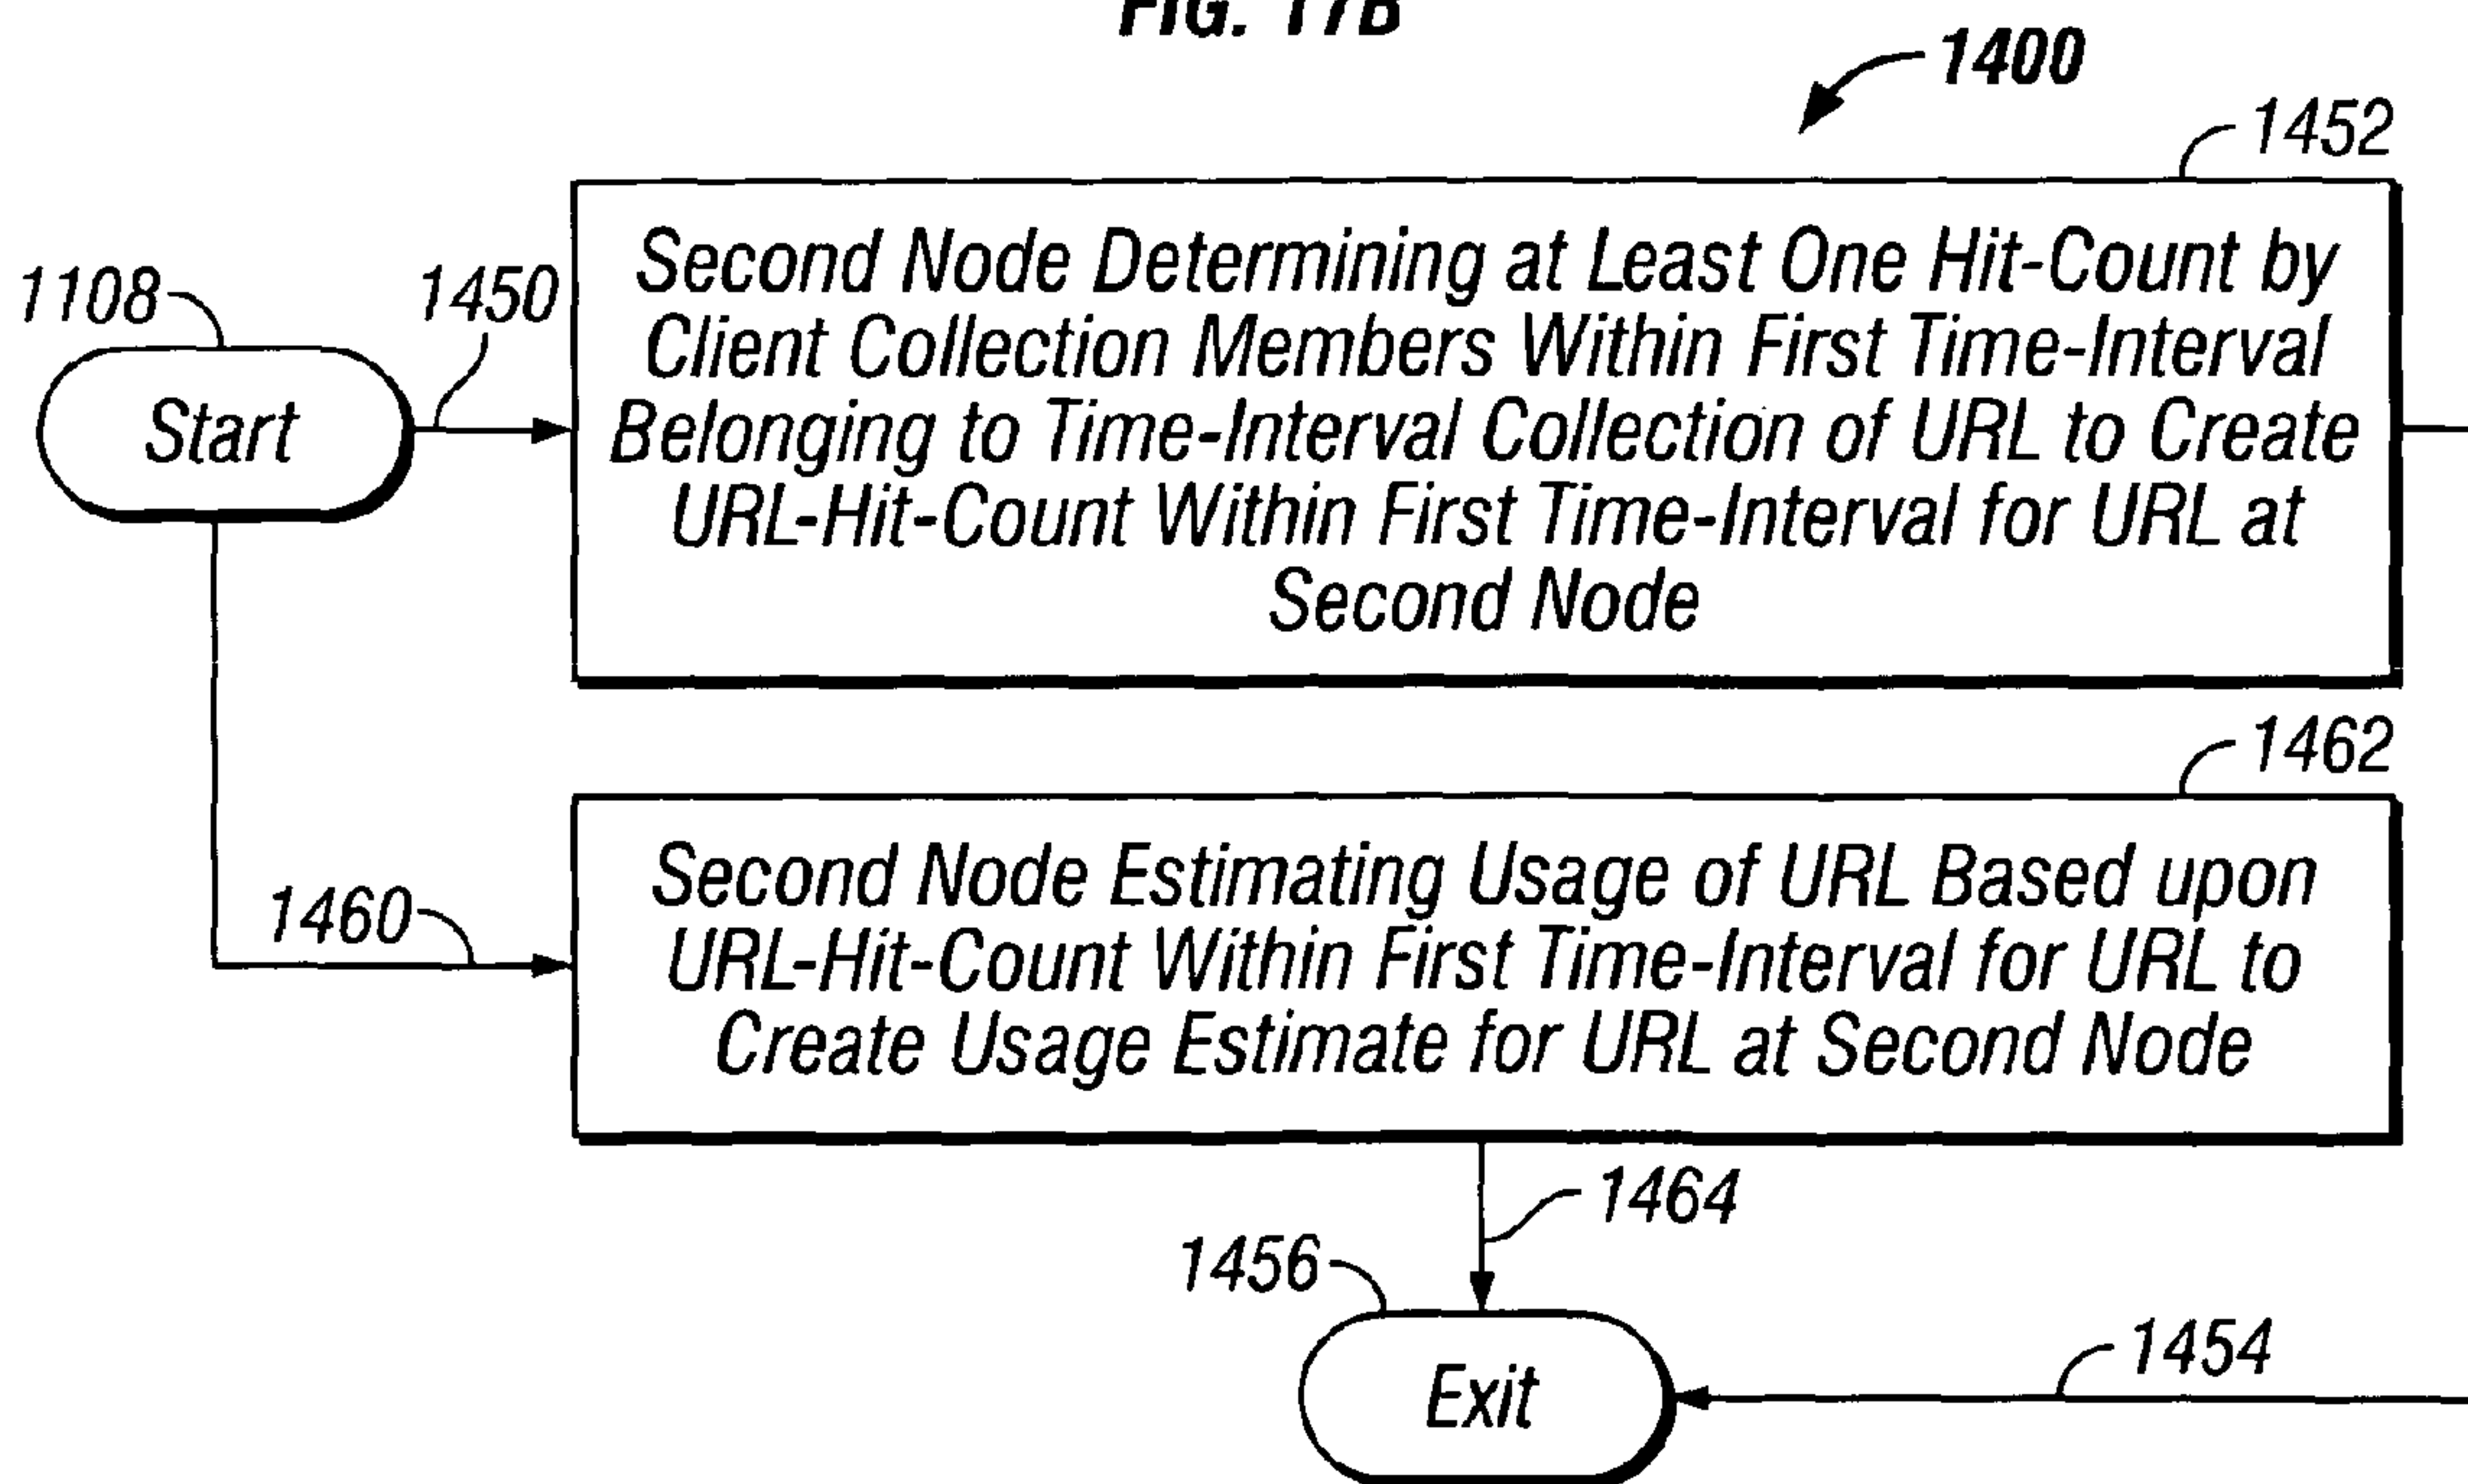 FIG. 17B
1400
1452
1108
1450
Start
Second Node Determining at Least One Hit-Count by
Client Collection Members Within First Time-Interval
Belonging to Time-Interval Collection of URL to Create
URL-Hit-Count Within First Time-Interval for URL at
Second Node
1462
1460
Second Node Estimating Usage of URL Based upon
URL-Hit-Count Within First Time-Interval for URL to
Create Usage Estimate for URL at Second Node
1464
1456
1454
Exit